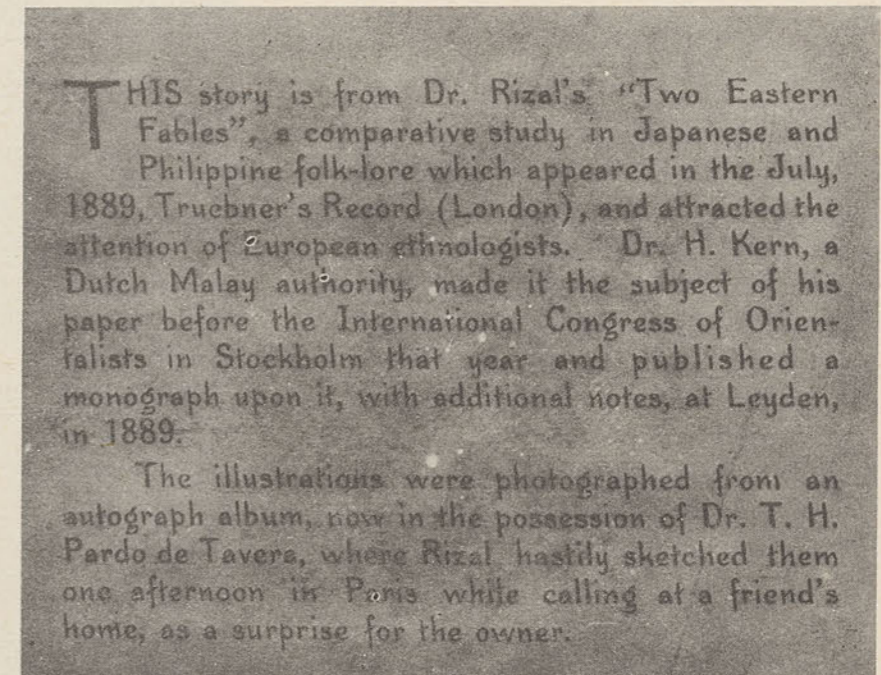 THIS story is from Dr. Rizal's "Two Eastern
Fables", a comparative study in Japanese and
Philippine folk-lore which appeared in the July,
1889, Truebner's Record (London), and attracted the
attention of European ethnologists. Dr. H. Kern, a
Dutch Malay authority, made it the subject of his
paper before the International Congress of Orien-
talists in Stockholm that year and published a
monograph upon it, with additional notes, at Leyden,
in 1889.
The illustrations were photographed from an
autograph album, now in the possession of Dr. T. H.
Pardo de Tavera, where Rizal hastily sketched them
one afternoon in Paris while calling at a friend's
home, as a surprise for the owner.